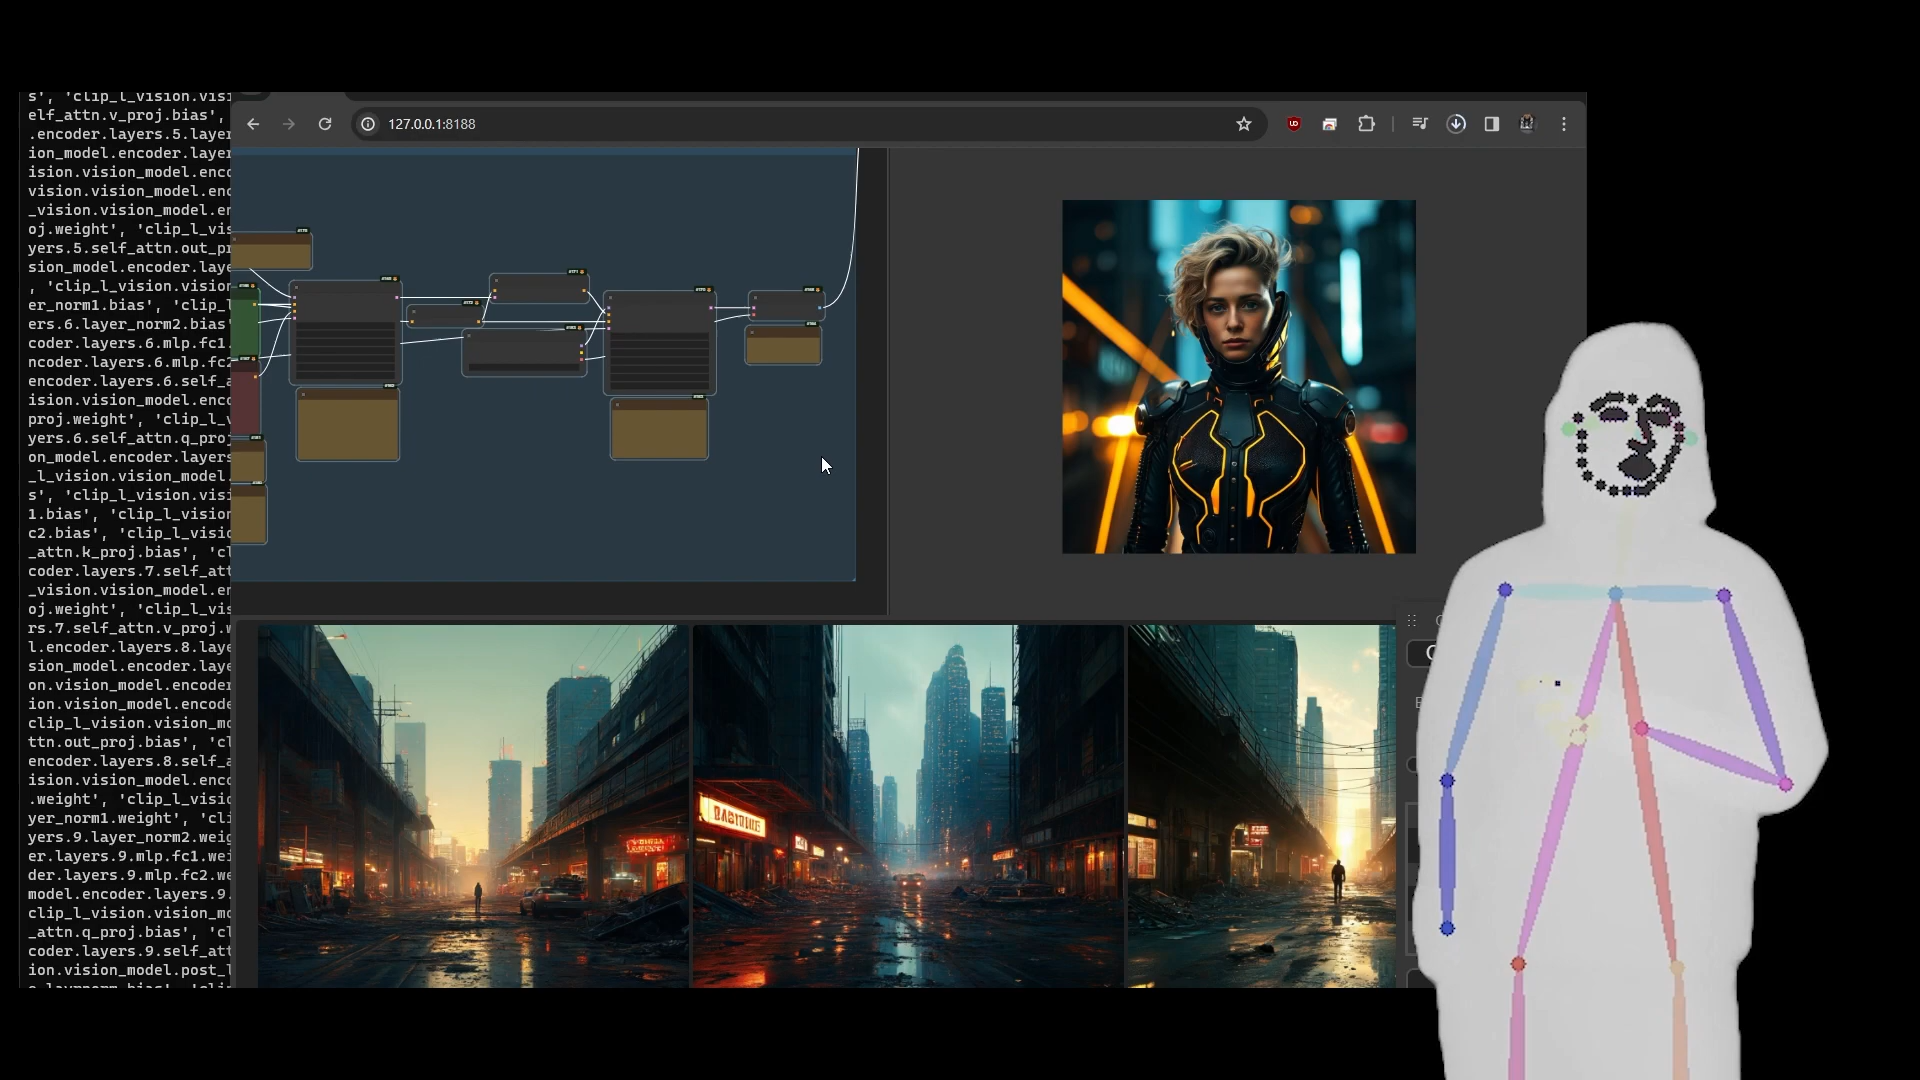 s', 'clip_l_vision.visi
elf_attn.v_proj.bias',
.encoder.layers.5.layer
ion_model.encoder.layer
ision.vision_model.enco
vision.vision_model.enc
_vision.vision_model.en
oj.weight', 'clip_l_vis
yers.5.self_attn.out_pr
sion_model.encoder.laye
, 'clip_l_vision.vision
er_norm1.bias', 'clip_l
ers.6.layer_norm2.bias'
coder.layers.6.mlp.fc1.
ncoder.layers.6.mlp.fc2
encoder.layers.6.self_a
ision.vision_model.enco
proj.weight', 'clip_l_v
yers.6.self_attn.q_proj
on_model.encoder.layers
_l_vision.vision_model.
s', 'clip_l_vision.visi
1.bias', 'clip_l_vision
c2.bias', 'clip_l_visio
_attn.k_proj.bias', 'cl
coder.layers.7.self_att
_vision.vision_model.en
oj.weight', 'clip_l_vis
rs.7.self_attn.v_proj.w
l.encoder.layers.8.laye
sion_model.encoder.laye
on.vision_model.encoder
ion.vision_model.encode
clip_l_vision.vision_mo
ttn.out_proj.bias', 'cl
encoder.layers.8.self_a
ision.vision_model.enco
.weight', 'clip_l_visio
yer_norm1.weight', 'cli
yers.9.layer_norm2.weig
er.layers.9.mlp.fc1.wei
der.layers.9.mlp.fc2.we
model.encoder.layers.9.
clip_l_vision.vision_mo
_attn.q_proj.bias', 'cl
coder.layers.9.self_att
ion.vision_model.post_l
127.0.0.1:8188